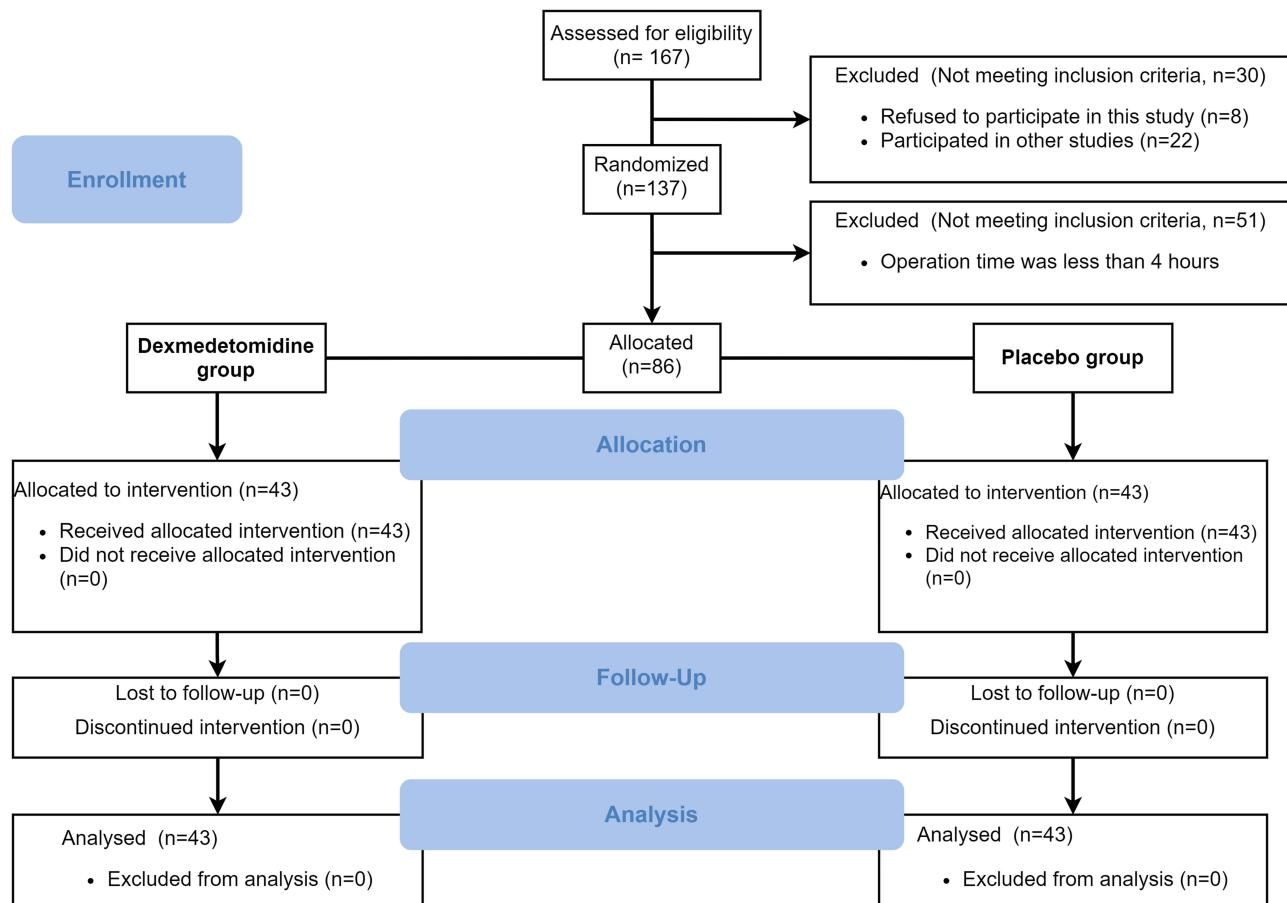 Assessed for eligibility
(n= 167)
Excluded  (Not meeting inclusion criteria, n=30)
• Refused to participate in this study (n=8)
• Participated in other studies (n=22)
Enrollment
Randomized
(n=137)
Excluded  (Not meeting inclusion criteria, n=51)
• Operation time was less than 4 hours
Dexmedetomidine
group
Allocated
(n=86)
Placebo group
Allocation
Allocated to intervention (n=43)
• Received allocated intervention (n=43)
• Did not receive allocated intervention
(n=0)
Allocated to intervention (n=43)
• Received allocated intervention (n=43)
• Did not receive allocated intervention
(n=0)
Follow-Up
Lost to follow-up (n=0)
Discontinued intervention (n=0)
Lost to follow-up (n=0)
Discontinued intervention (n=0)
Analysis
Analysed  (n=43)
• Excluded from analysis (n=0)
Analysed  (n=43)
• Excluded from analysis (n=0)